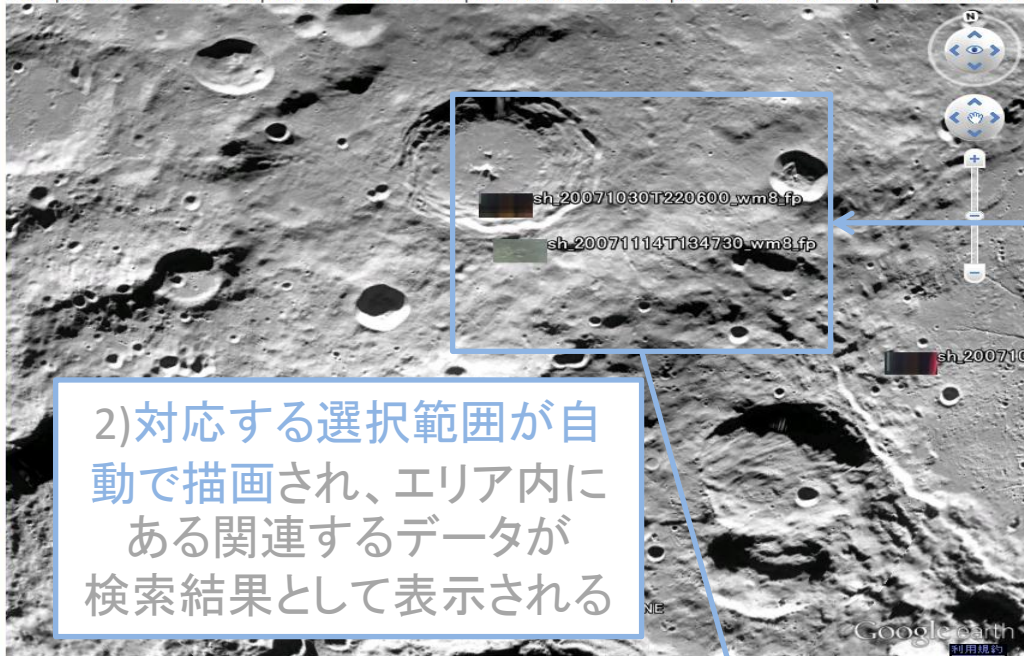 N
sh_20071030T220600_wm8_fp
sh_20071114T134730_wm8_fp
sh_200710
2)対応する選択範囲が自
動で描画され、エリア内に
ある関連するデータが
検索結果として表示される
NE
Google earth
利用規約